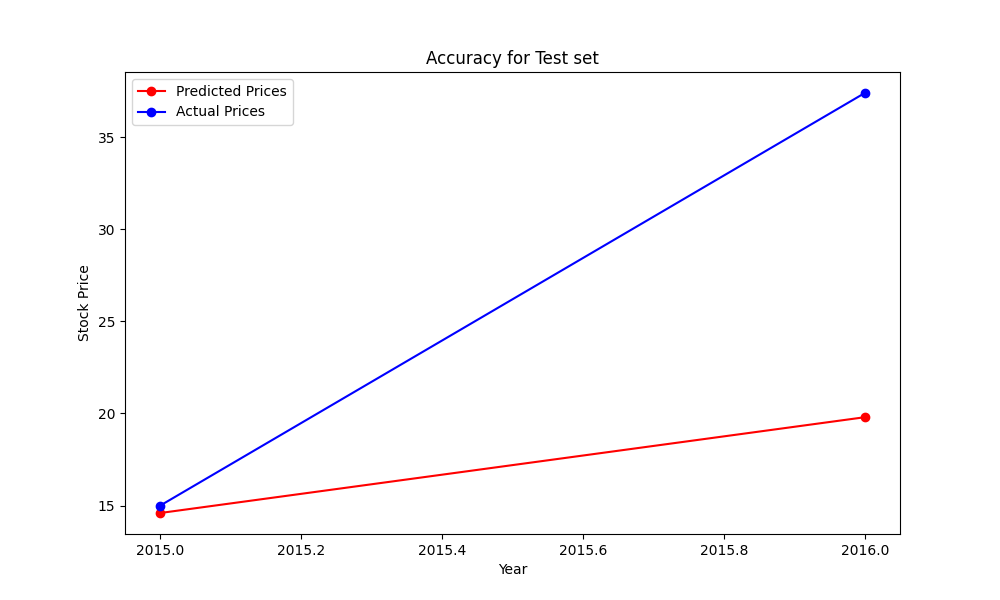 Accuracy for Test set
Predicted Prices
Actual Prices
Stock Price
35
30
25
20
15
2015.0 2015.2 2015.4 2015.6 2015.8 2016.0
Year